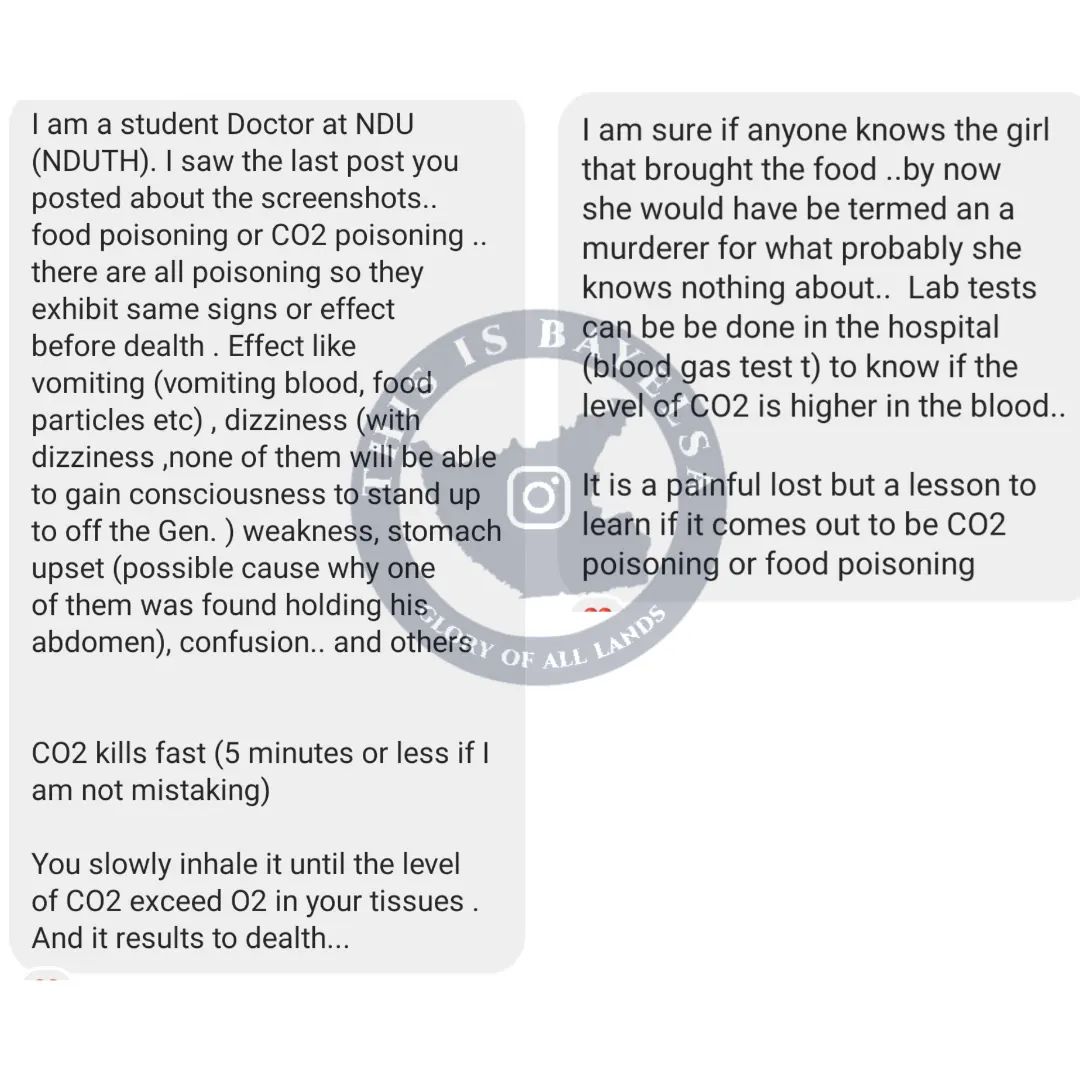 I am a student Doctor at NDU
(NDUTH). I saw the last post you
posted about the screenshots..
food poisoning or CO2 poisoning ..
there are all poisoning so they
exhibit same signs or effect
before dealth . Effect like
vomiting (vomiting blood, food
particles etc) , dizziness (with
dizziness ,none of them will be able
to gain consciousness to stand up
to off the Gen. ) weakness, stomach
upset (possible cause why one
of them was found holding his
abdomen), confusion.. and others
CO2 kills fast (5 minutes or less if I
am not mistaking)
You slowly inhale it until the level
of CO2 exceed O2 in your tissues .
And it results to dealth...
I am sure if anyone knows the girl
that brought the food ..by now
she would have be termed an a
murderer for what probably she
knows nothing about..  Lab tests
can be be done in the hospital
(blood gas test t) to know if the
level of CO2 is higher in the blood..
It is a painful lost but a lesson to
learn if it comes out to be CO2
poisoning or food poisoning
THIS IS BAYELSA
GLORY OF ALL LANDS